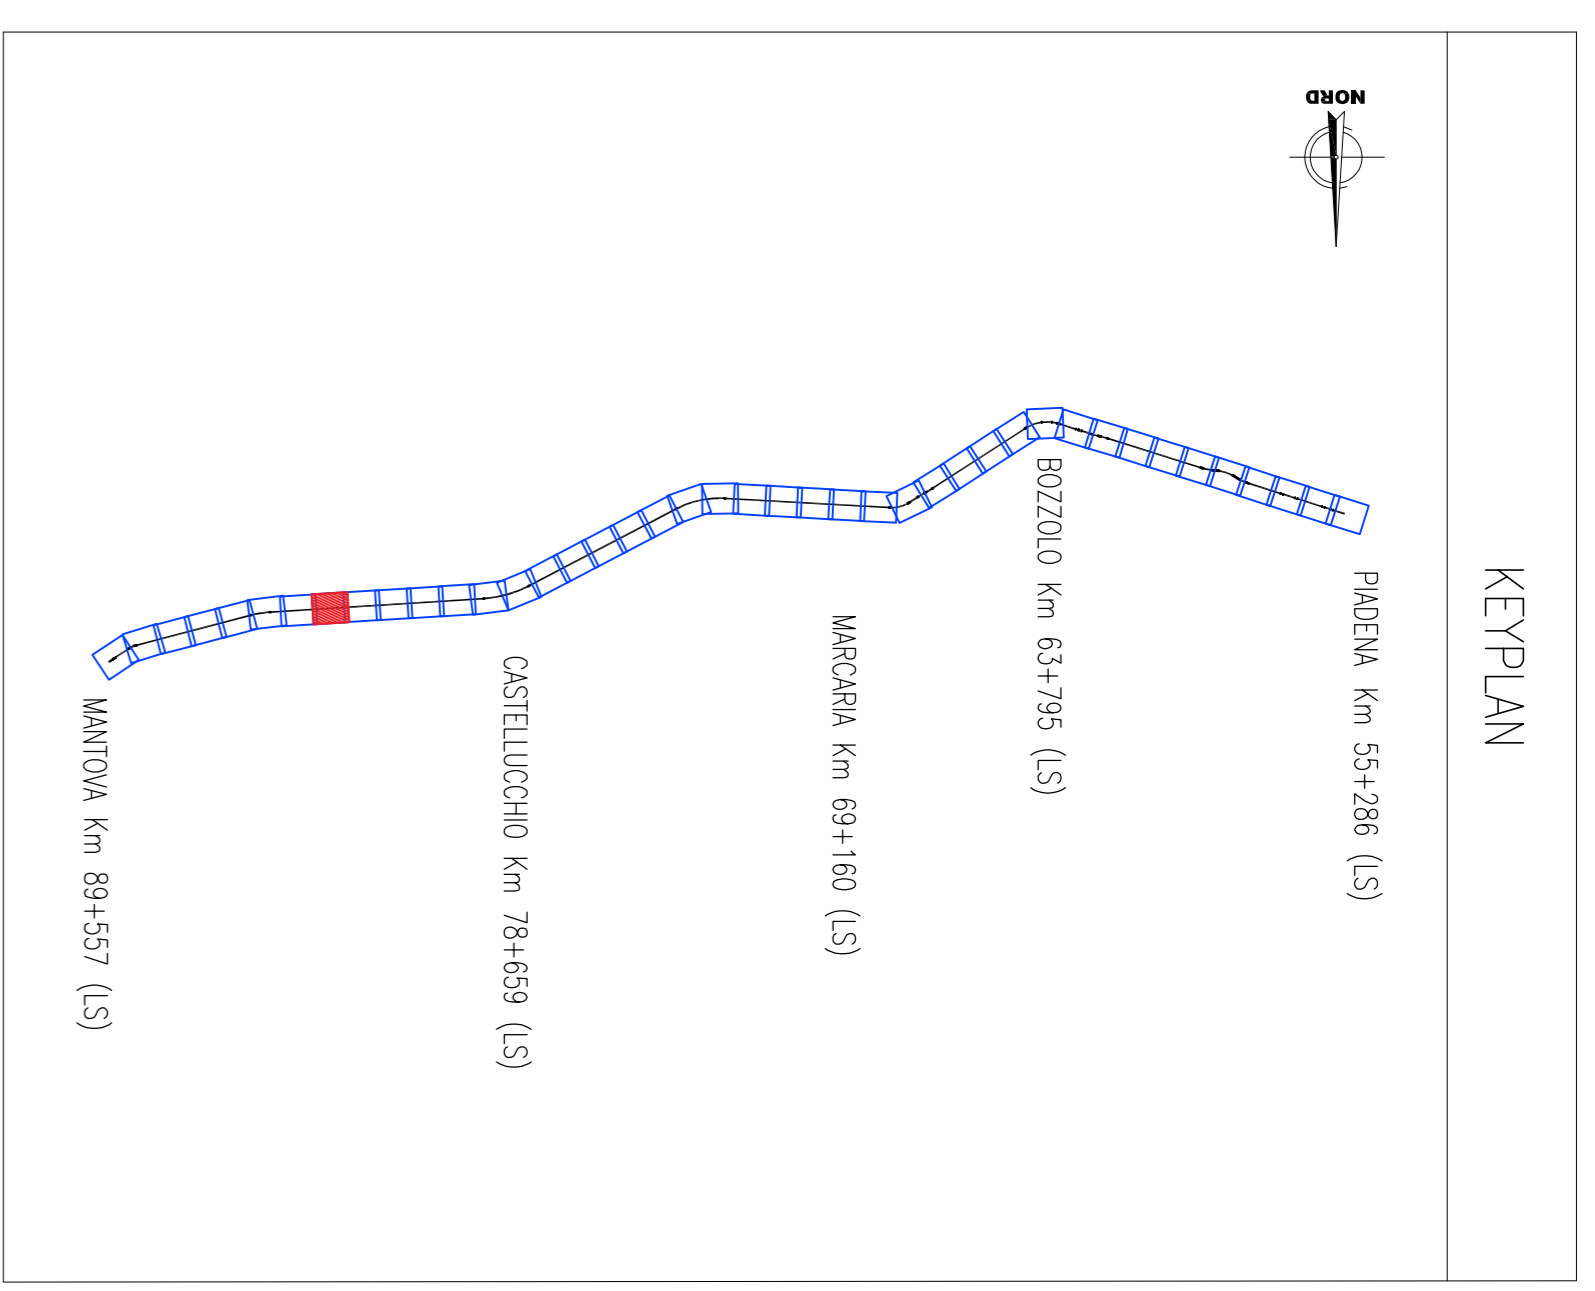 KEYPLAN
NORD
PIADENA Km 55+286 (LS)
BOZZOLO Km 63+795 (LS)
MARCARIA Km 69+160 (LS)
CASTELLUCCHIO Km 78+659 (LS)
MANTOVA Km 89+557 (LS)